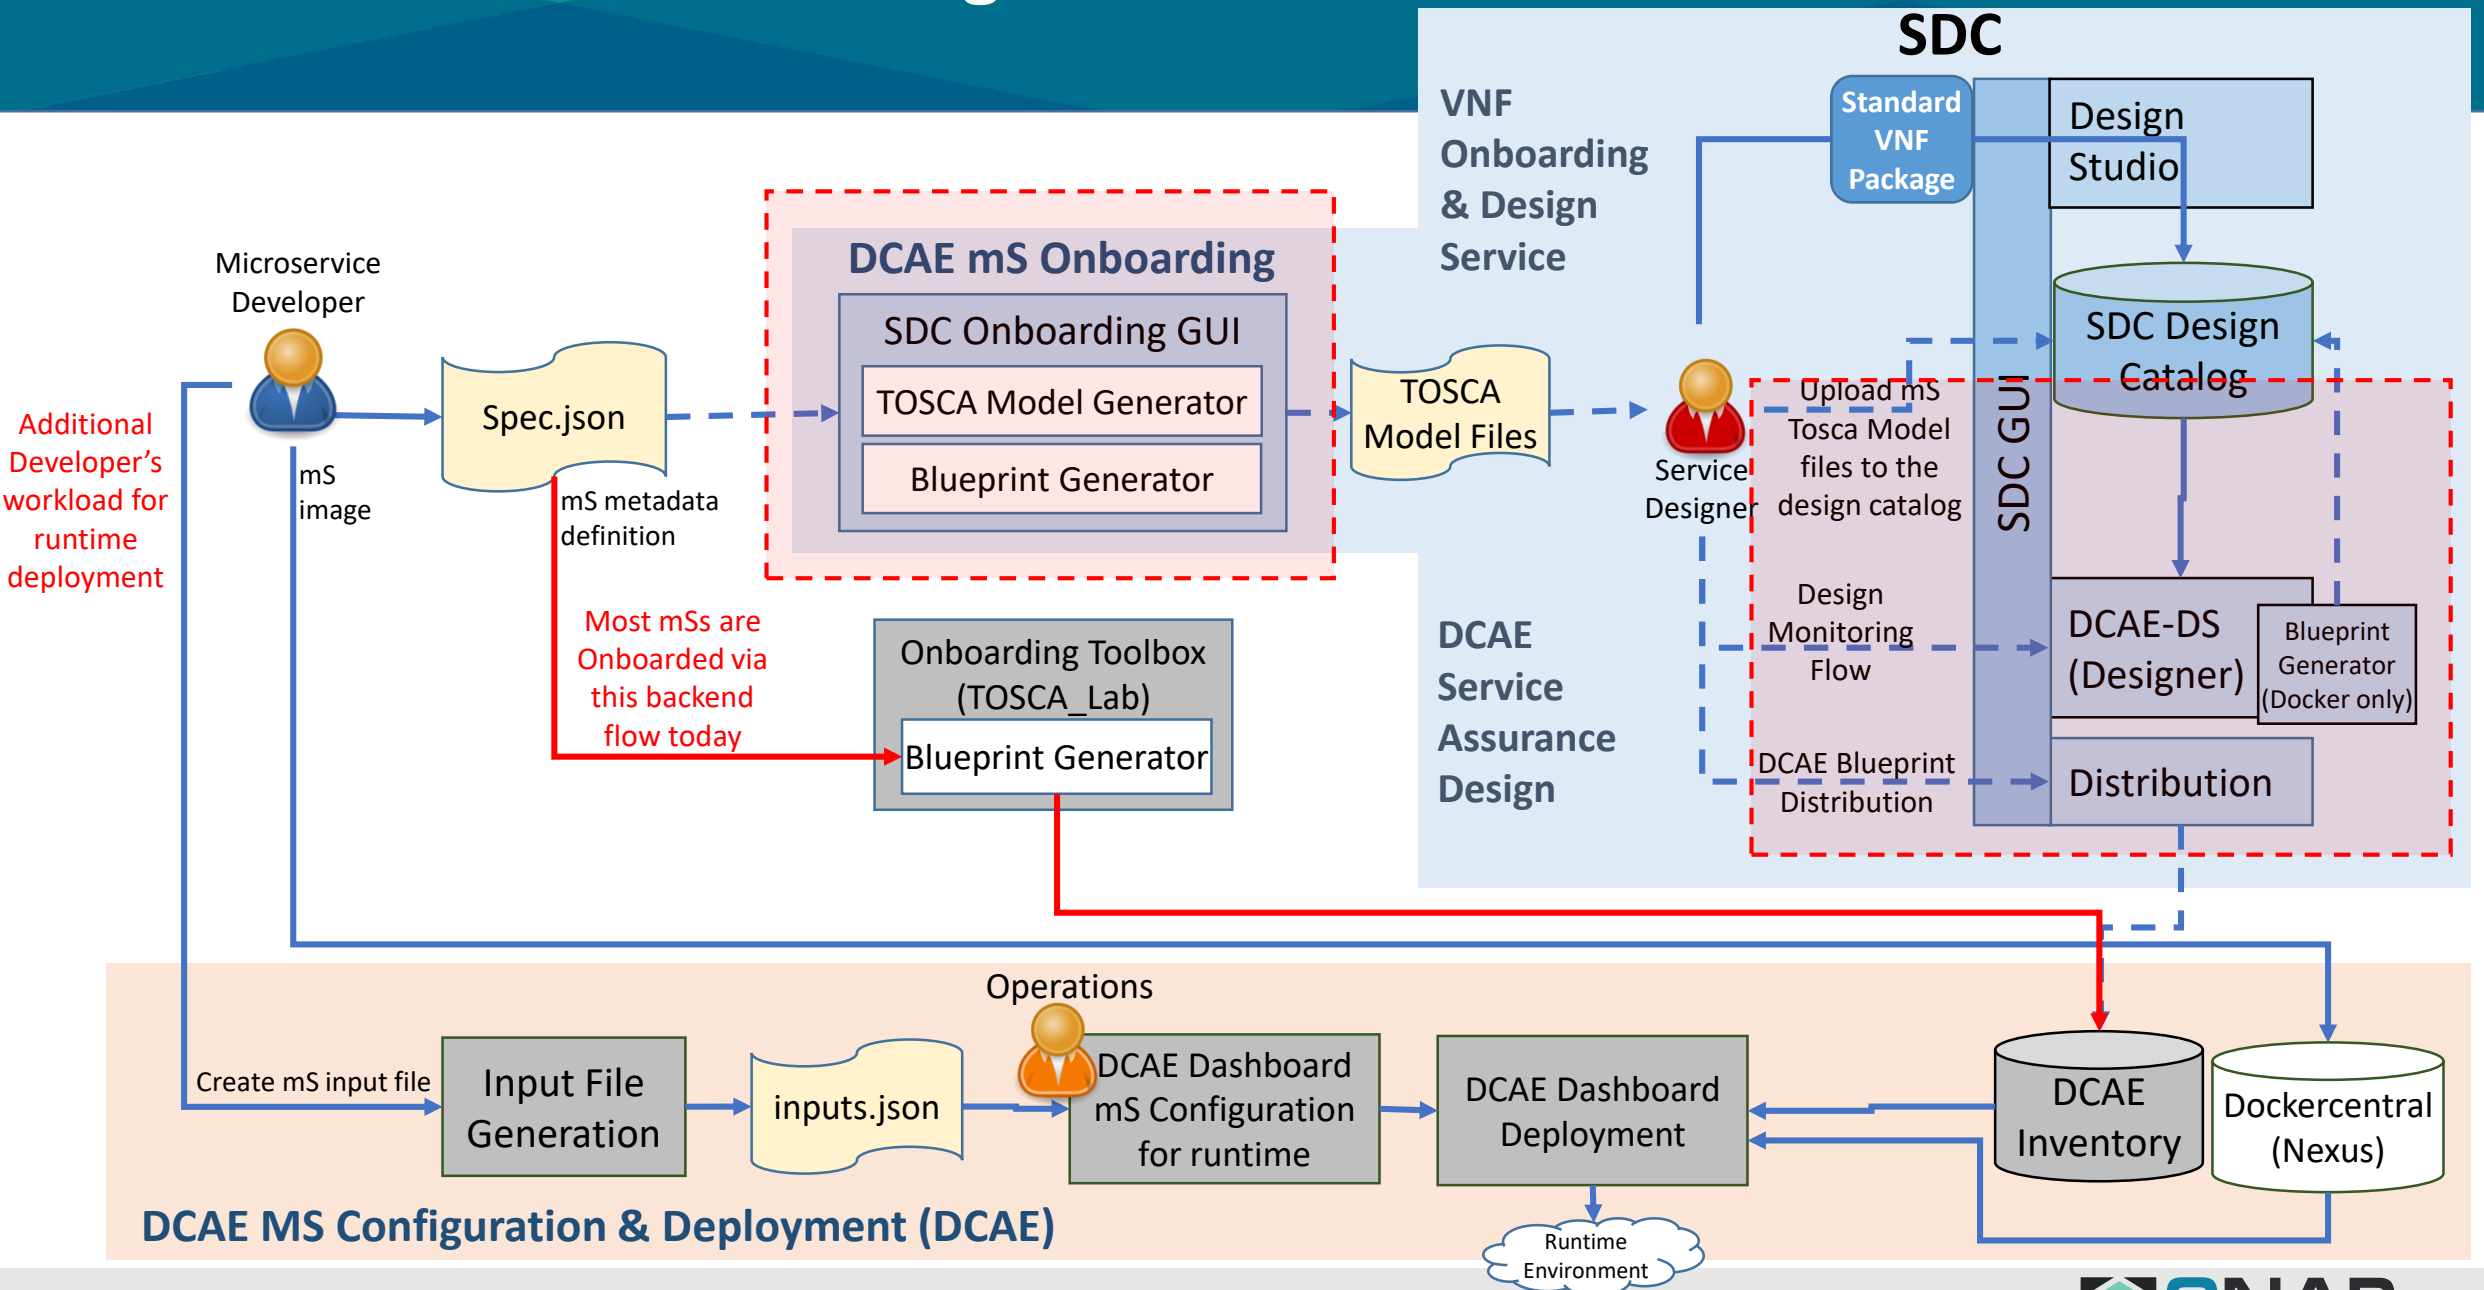 SDC
VNF
Onboarding
& Design
Service
Standard
VNF
Package
Design
Studio
Microservice
Developer
DCAE mS Onboarding
SDC Onboarding GUI
TOSCA Model Generator
Blueprint Generator
Spec.json
TOSCA
Model Files
SDC Design
Catalog
SDC GUI
Additional
Developer's
workload for
runtime
deployment
mS
image
mS metadata
definition
Service
Designer
Upload mS
Tosca Model
files to the
design catalog
Most mSs are
Onboarded via
this backend
flow today
Onboarding Toolbox
(TOSCA_Lab)
Blueprint Generator
DCAE
Service
Assurance
Design
Design
Monitoring
Flow
DCAE-DS
(Designer)
Blueprint
Generator
(Docker only)
DCAE Blueprint
Distribution
Distribution
Operations
Create mS input file
Input File
Generation
inputs.json
DCAE Dashboard
mS Configuration
for runtime
DCAE Dashboard
Deployment
DCAE
Inventory
Dockercentral
(Nexus)
DCAE MS Configuration & Deployment (DCAE)
Runtime
Environment